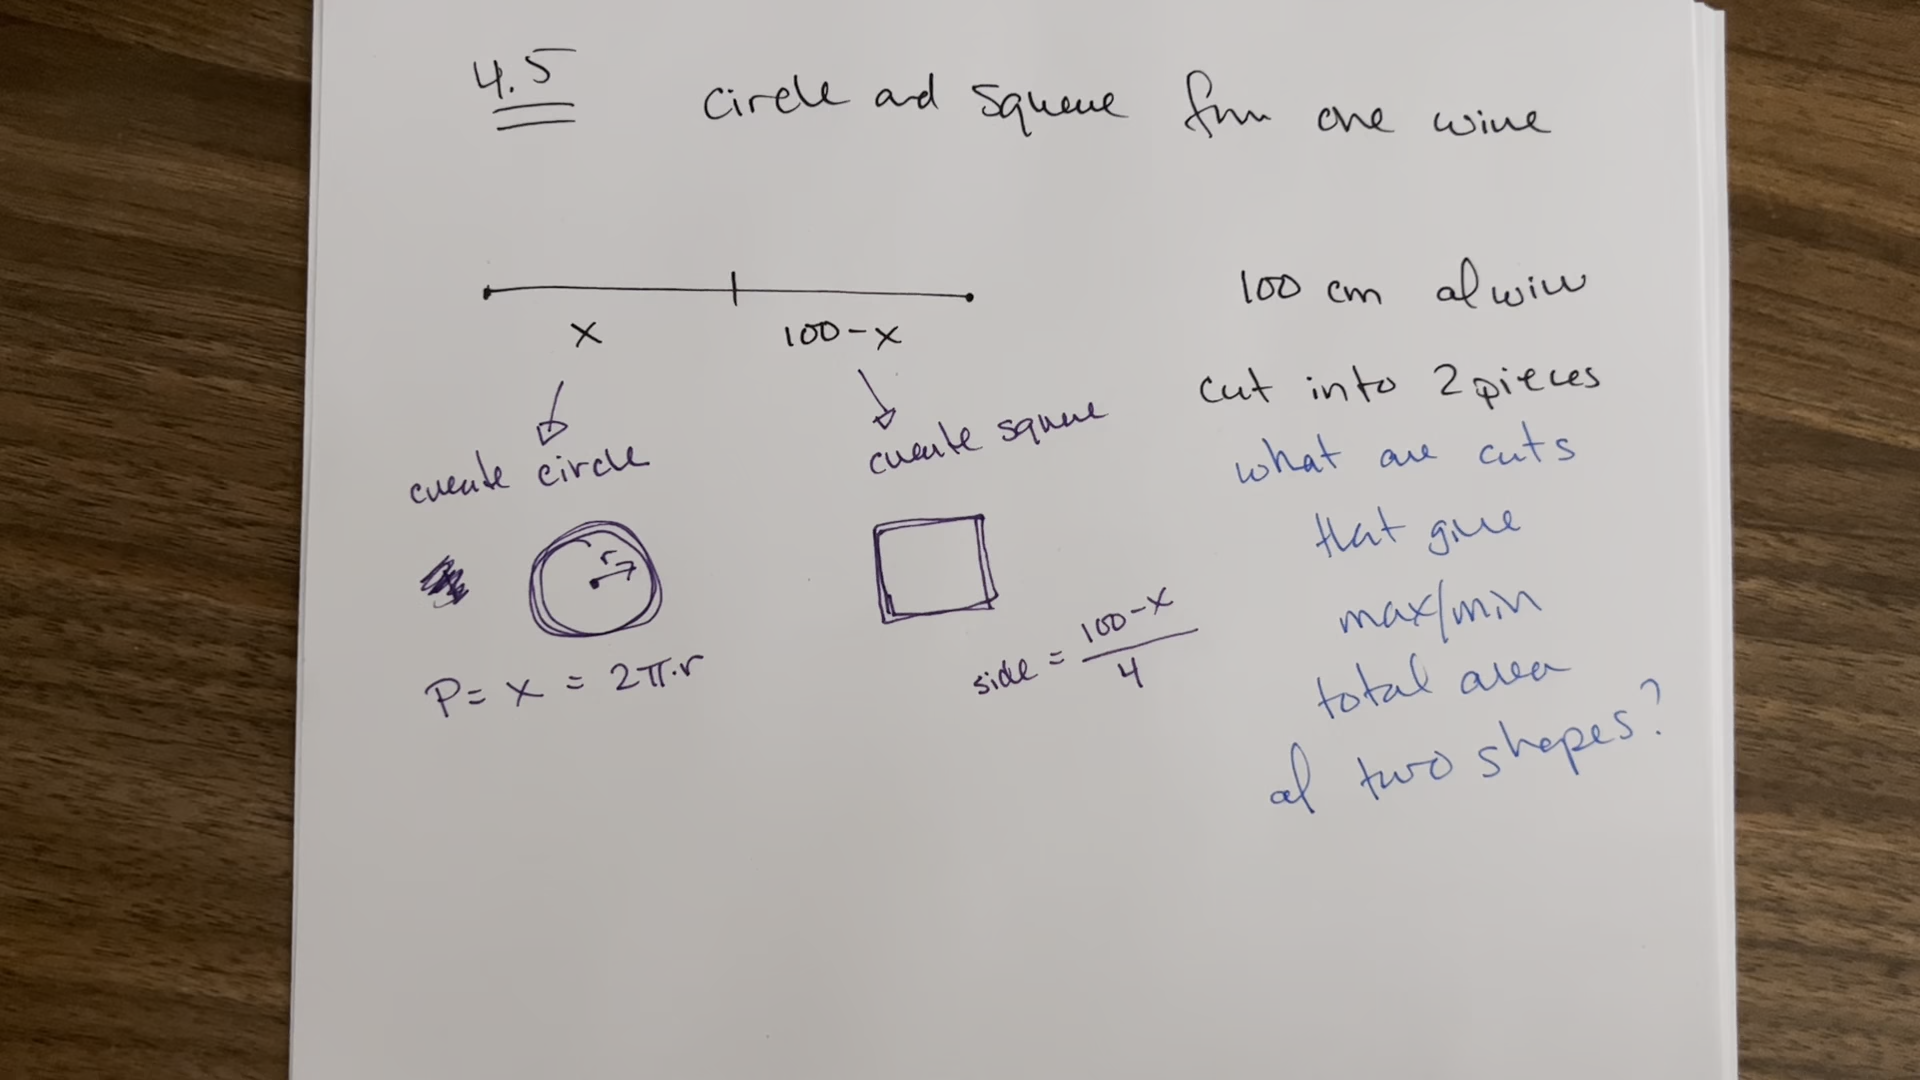 4.5
circle and square from one wire
x
100-x
create circle
create square
r
P = x = 2π·r
side = (100-x)/4
100 cm of wire
cut into 2 pieces
what are cuts
that give
max/min
total area
of two shapes?